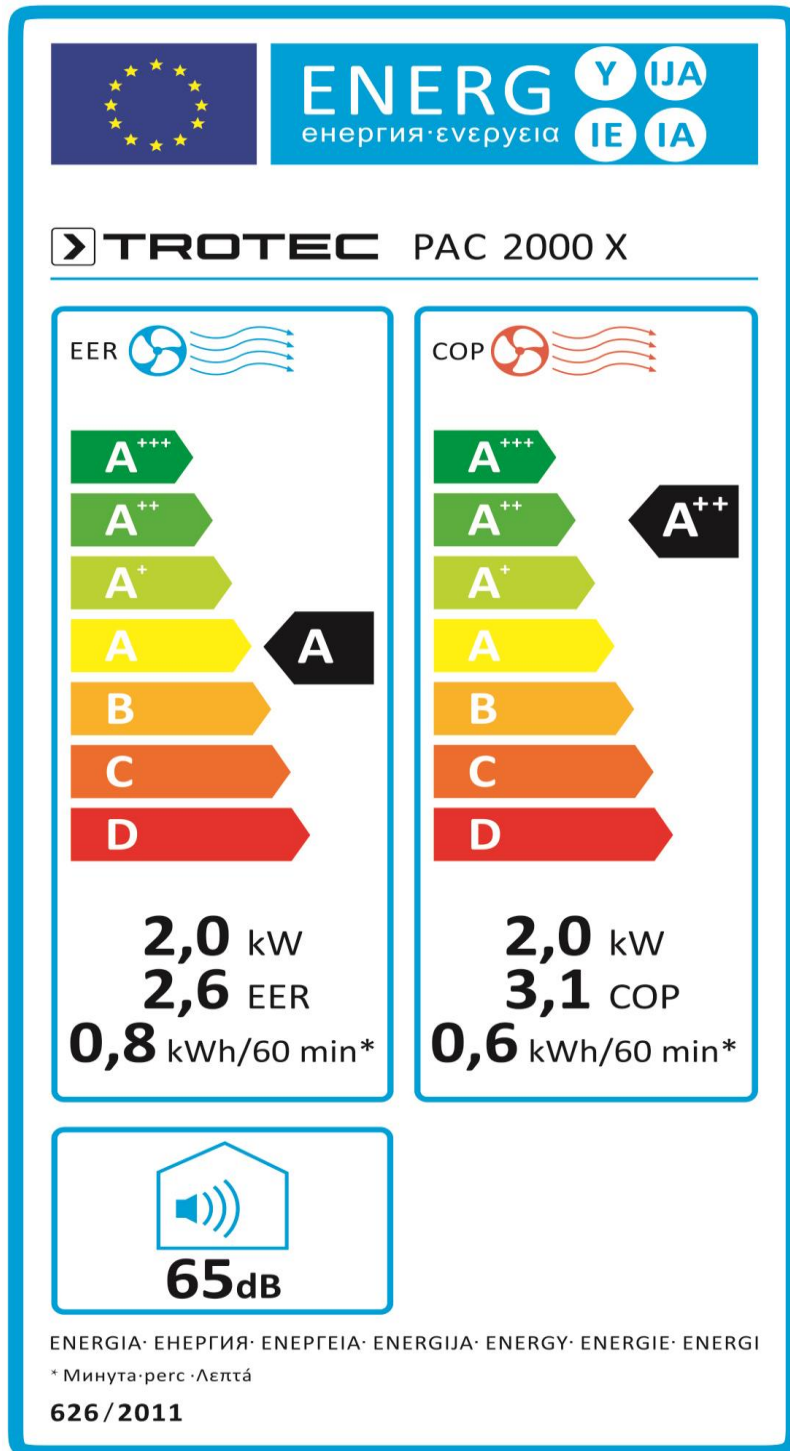 ENERG Y IJA
енергия·ενεργεια IE IA
TROTEC PAC 2000 X
EER
A+++
A++
A+
A
B
C
D
A
2,0 kW
2,6 EER
0,8 kWh/60 min*
COP
A+++
A++
A+
A
B
C
D
A++
2,0 kW
3,1 COP
0,6 kWh/60 min*
65dB
ENERGIA· ЕНЕРГИЯ· ΕΝΕΡΓΕΙΑ· ENERGIJA· ENERGY· ENERGIE· ENERGI
* Минута·perc ·Λεπτά
626/2011